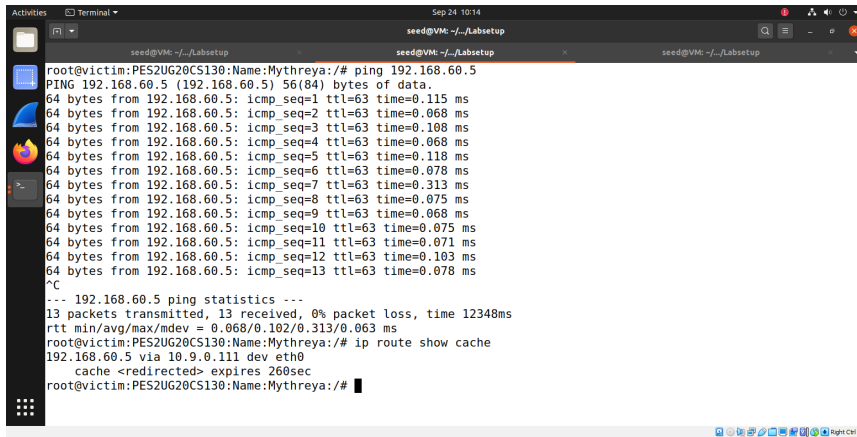 Activities
Terminal
Sep 24 10:14
seed@VM: ~/.../Labsetup
seed@VM: ~/.../Labsetup
seed@VM: ~/.../Labsetup
seed@VM: ~/.../Labsetup
root@victim:PES2UG20CS130:Name:Mythreya:/# ping 192.168.60.5
PING 192.168.60.5 (192.168.60.5) 56(84) bytes of data.
64 bytes from 192.168.60.5: icmp_seq=1 ttl=63 time=0.115 ms
64 bytes from 192.168.60.5: icmp_seq=2 ttl=63 time=0.068 ms
64 bytes from 192.168.60.5: icmp_seq=3 ttl=63 time=0.108 ms
64 bytes from 192.168.60.5: icmp_seq=4 ttl=63 time=0.068 ms
64 bytes from 192.168.60.5: icmp_seq=5 ttl=63 time=0.118 ms
64 bytes from 192.168.60.5: icmp_seq=6 ttl=63 time=0.078 ms
64 bytes from 192.168.60.5: icmp_seq=7 ttl=63 time=0.313 ms
64 bytes from 192.168.60.5: icmp_seq=8 ttl=63 time=0.075 ms
64 bytes from 192.168.60.5: icmp_seq=9 ttl=63 time=0.068 ms
64 bytes from 192.168.60.5: icmp_seq=10 ttl=63 time=0.075 ms
64 bytes from 192.168.60.5: icmp_seq=11 ttl=63 time=0.071 ms
64 bytes from 192.168.60.5: icmp_seq=12 ttl=63 time=0.103 ms
64 bytes from 192.168.60.5: icmp_seq=13 ttl=63 time=0.078 ms
^C
--- 192.168.60.5 ping statistics ---
13 packets transmitted, 13 received, 0% packet loss, time 12348ms
rtt min/avg/max/mdev = 0.068/0.102/0.313/0.063 ms
root@victim:PES2UG20CS130:Name:Mythreya:/# ip route show cache
192.168.60.5 via 10.9.0.111 dev eth0
    cache <redirected> expires 260sec
root@victim:PES2UG20CS130:Name:Mythreya:/#
Right Ctrl